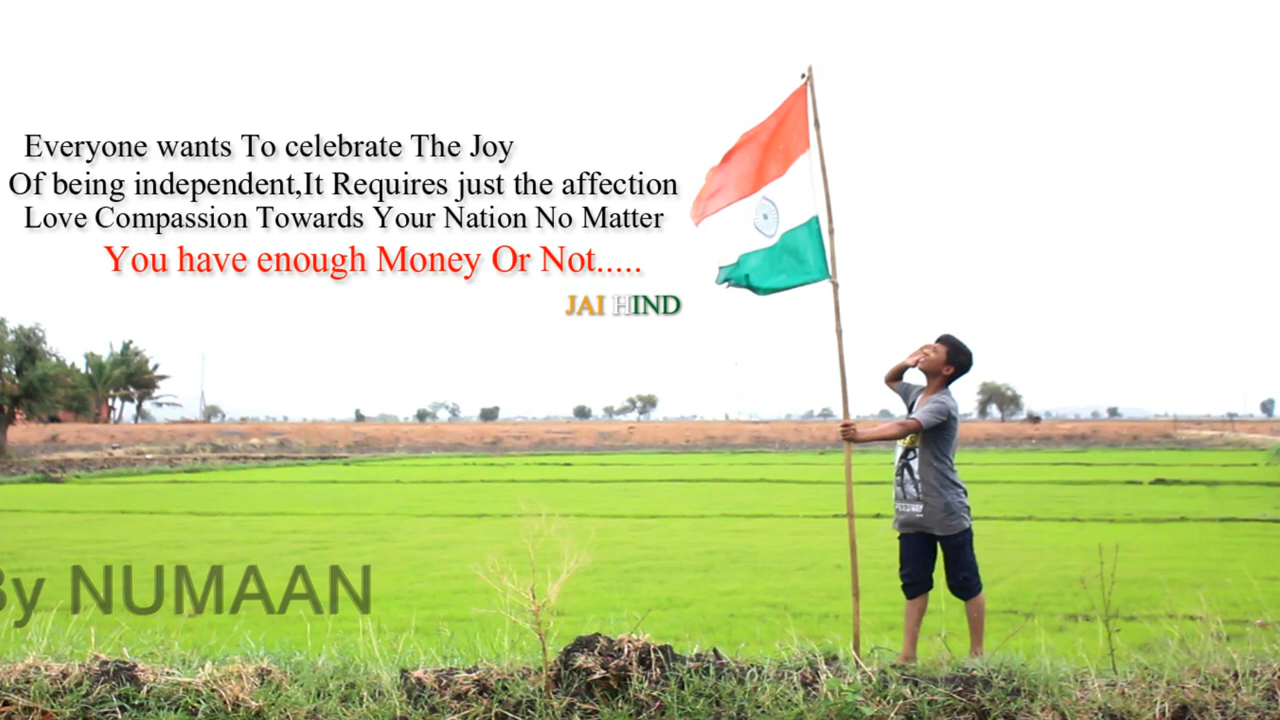 Everyone wants To celebrate The Joy
Of being independent,It Requires just the affection
Love Compassion Towards Your Nation No Matter
You have enough Money Or Not.....
JAI HIND
By NUMAAN